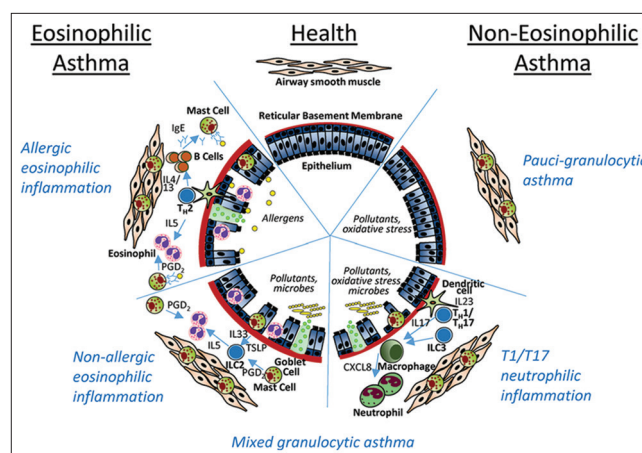 Eosinophilic
Asthma
Health
Non-Eosinophilic
Asthma
Airway smooth muscle
Reticular Basement Membrane
Epithelium
Mast Cell
IgE
B Cells
Allergic
eosinophilic
inflammation
IL4/
13
TH2
IL5
Eosinophil
PGD2
Allergens
Pollutants,
oxidative stress
Pauci-granulocytic
asthma
PGD2
IL5
Non-allergic
eosinophilic
inflammation
Pollutants,
microbes
IL33
TSLP
ILC2
PGD2
Goblet
Cell
Mast Cell
Pollutants,
oxidative stress
microbes
Dendritic
cell
IL23
TH1/
TH17
IL17
ILC3
Macrophage
CXCL8
Neutrophil
T1/T17
neutrophilic
inflammation
Mixed granulocytic asthma